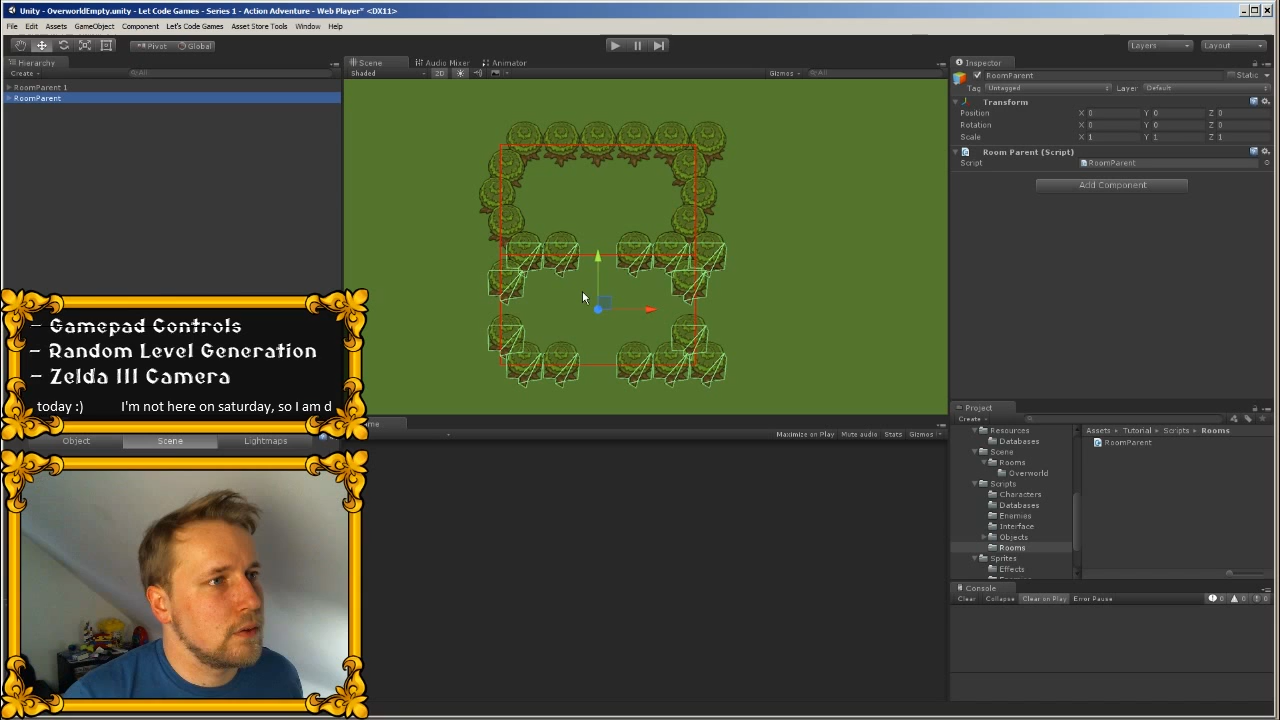 Unity - OverworldEmpty.unity - Let Code Games - Series 1 - Action Adventure - Web Player* <DX11>
File Edit Assets GameObject Component Let's Code Games Asset Store Tools Window Help
Pivot Global Layers Layout
Hierarchy
Create All
RoomParent 1
RoomParent
Scene Audio Mixer Animator
Shaded 2D Gizmos All
Inspector
RoomParent Static
Tag Untagged Layer Default
Transform
Position X 0 Y 0 Z 0
Rotation X 0 Y 0 Z 0
Scale X 1 Y 1 Z 1
Room Parent (Script)
Script RoomParent
Add Component
- Gamepad Controls
- Random Level Generation
- Zelda III Camera
today :) I'm not here on saturday, so I am d
Object Scene Lightmaps
Maximize on Play Mute audio Stats Gizmos
Project
Create
Resources
Databases
Scene
Rooms
Overworld
Scripts
Characters
Databases
Enemies
Interface
Objects
Rooms
Sprites
Effects
Assets Tutorial Scripts Rooms
RoomParent
Console
Clear Collapse Clear on Play Error Pause 0 0 0